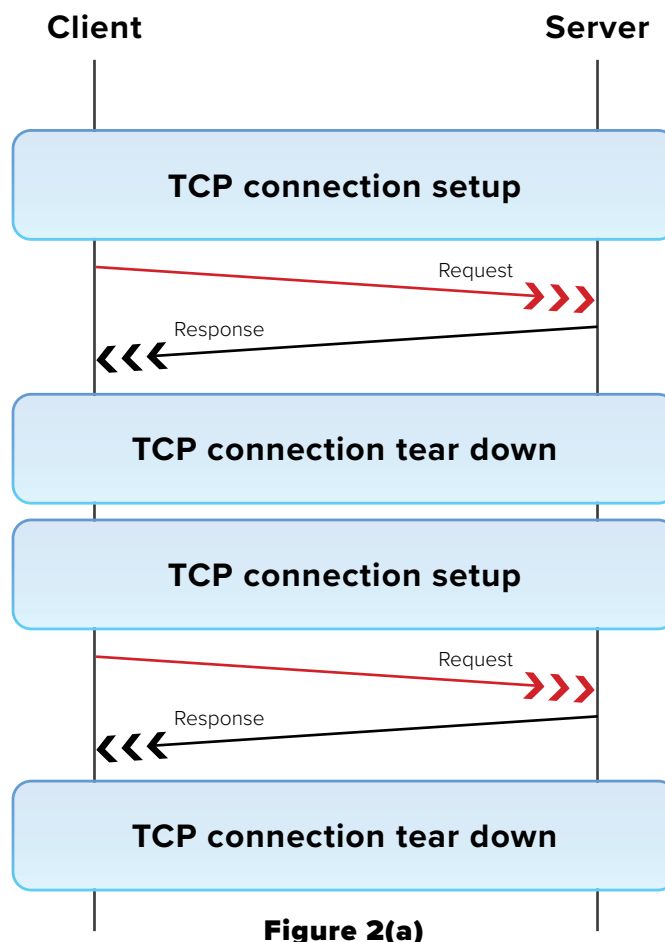 Client Server
TCP connection setup
Request
Response
TCP connection tear down
TCP connection setup
Request
Response
TCP connection tear down
Figure 2(a)